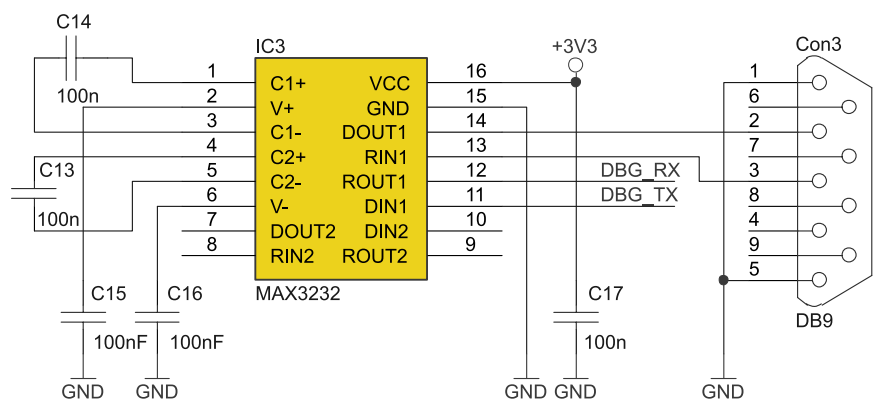 C14
100n
C13
100n
IC3
1 C1+ VCC 16
2 V+ GND 15
3 C1- DOUT1 14
4 C2+ RIN1 13
5 C2- ROUT1 12
6 V- DIN1 11
7 DOUT2 DIN2 10
8 RIN2 ROUT2 9
MAX3232
DBG_RX
DBG_TX
+3V3
Con3
1
6
2
7
3
8
4
9
5
DB9
C15
100nF
C16
100nF
C17
100n
GND
GND
GND
GND
GND